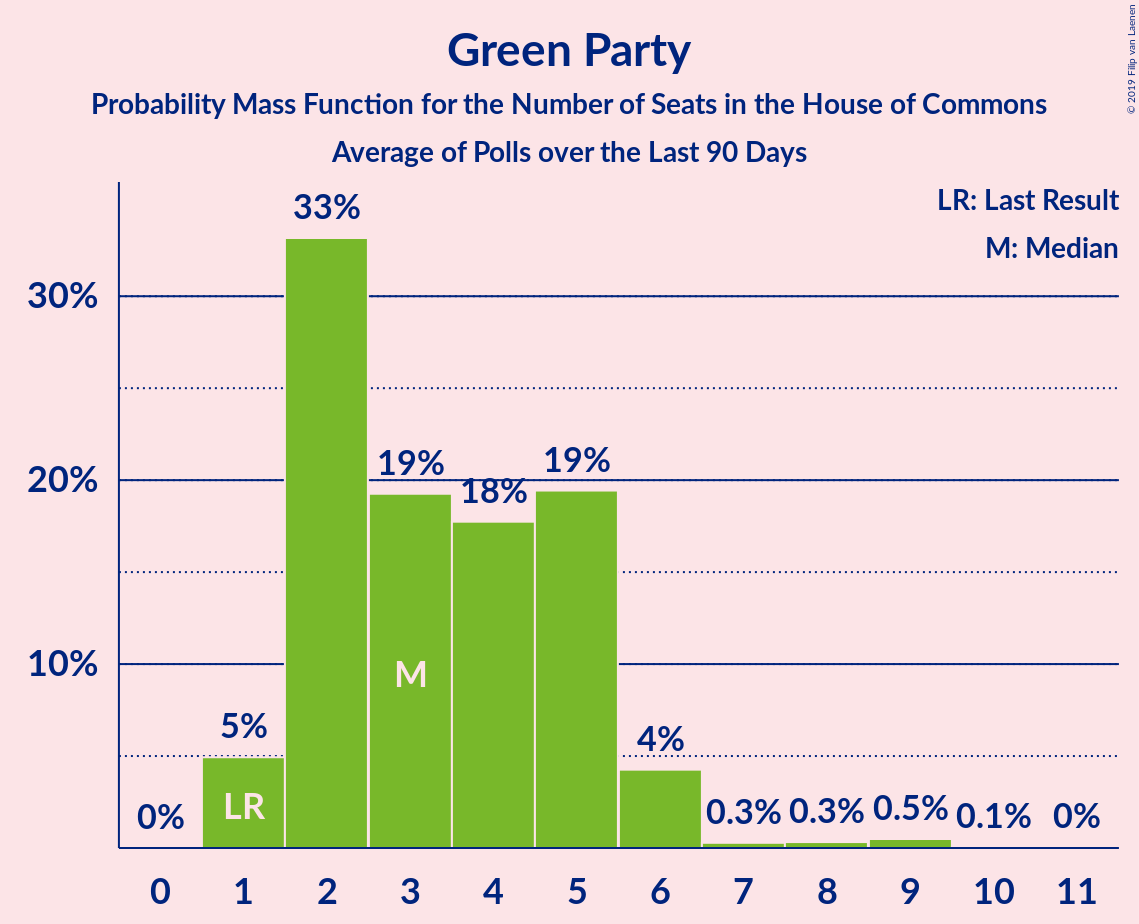 Green Party
Probability Mass Function for the Number of Seats in the House of Commons
Average of Polls over the Last 90 Days
© 2019 Filip van Laenen
LR: Last Result
M: Median
33%
30%
19%
19%
20%
18%
10%
M
5%
4%
LR
0%
0.3%
0.3%
0.5%
0.1%
0%
0 1 2 3 4 5 6 7 8 9 10 11